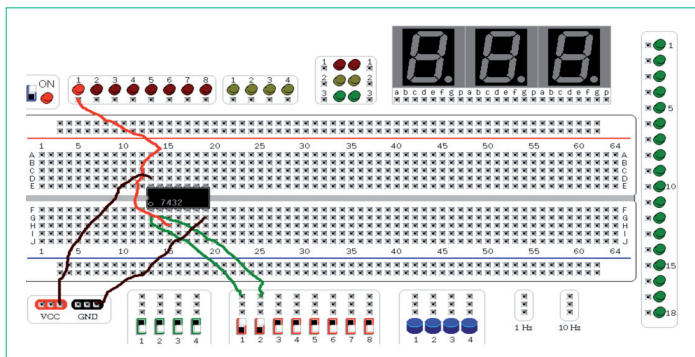 ON
1 2 3 4 5 6 7 8
1 2 3 4
1 1
2 2
3 3
a b c d e f g p a b c d e f g p a b c d e f g p
1
5
10
15
18
1 5 10 15 20 25 30 35 40 45 50 55 60 64
A A
B B
C C
D D
E E
7432
F F
G G
H H
I I
J J
1 5 10 15 20 25 30 35 40 45 50 55 60 64
VCC GND
1 2 3 4
1 2 3 4 5 6 7 8
1 2 3 4
1 Hz 10 Hz